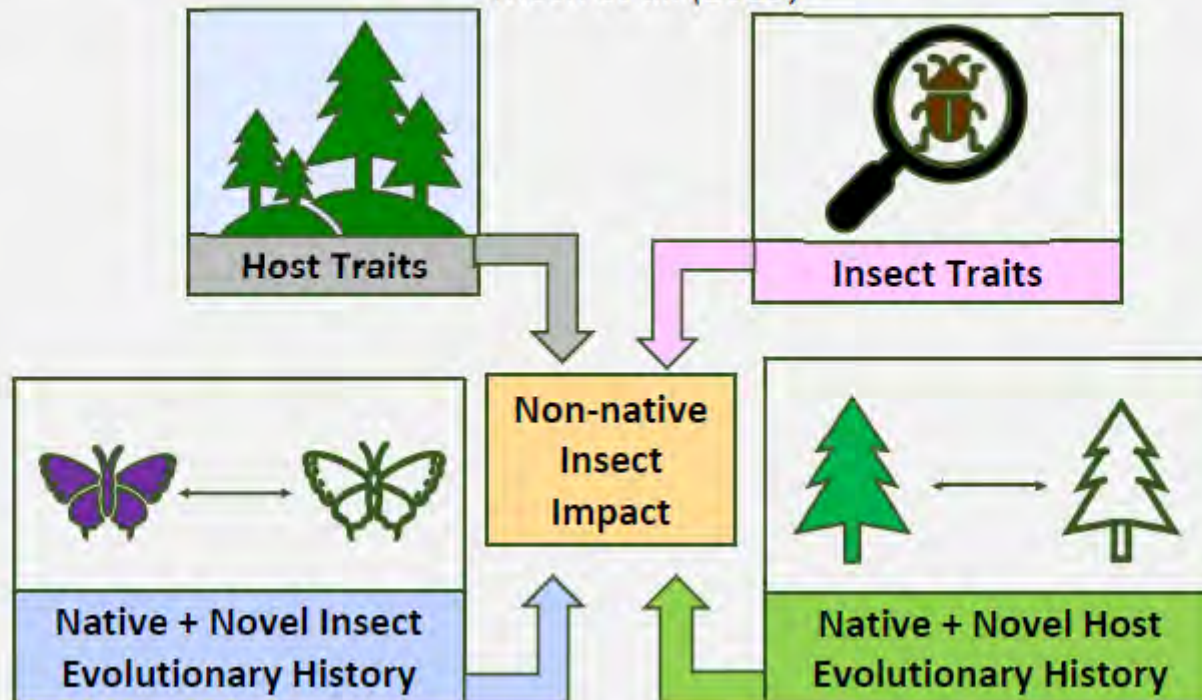 Host Traits
Insect Traits
Non-native
Insect
Impact
Native + Novel Insect
Evolutionary History
Native + Novel Host
Evolutionary History